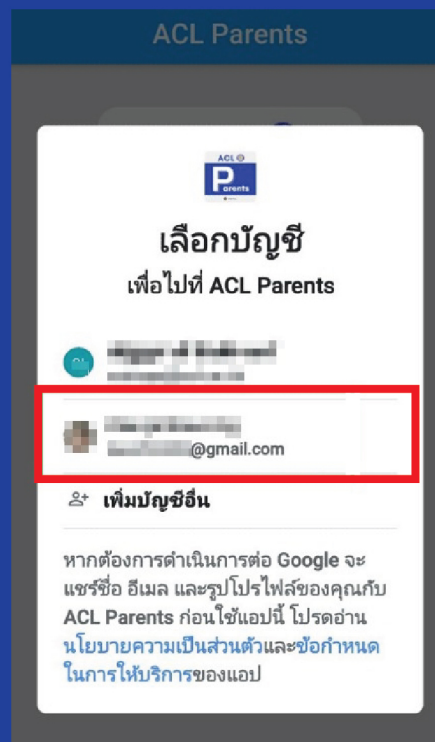 ACL Parents
ACL
Parents
เลือกบัญชี
เพื่อไปที่ ACL Parents
@gmail.com
เพิ่มบัญชีอื่น
หากต้องการดำเนินการต่อ Google จะ
แชร์ชื่อ อีเมล และรูปโปรไฟล์ของคุณกับ
ACL Parents ก่อนใช้แอปนี้ โปรดอ่าน
นโยบายความเป็นส่วนตัวและข้อกำหนด
ในการให้บริการของแอป